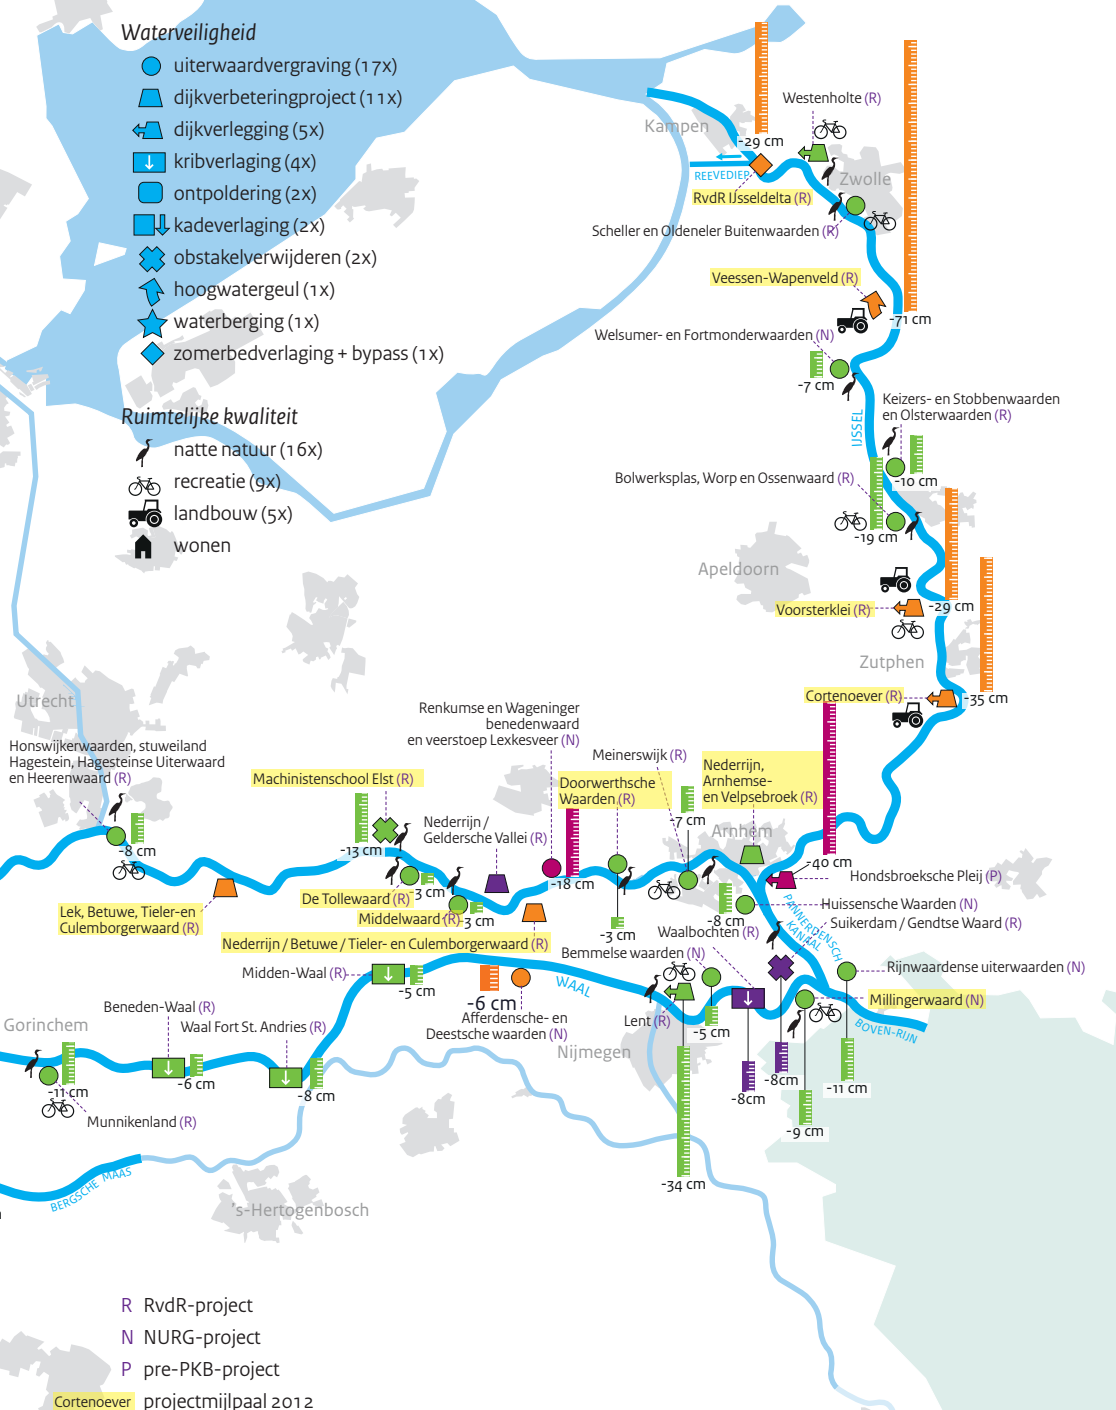 Waterveiligheid
uiterwaardvergraving (17x)
dijkverbeteringproject (11x)
dijkverlegging (5x)
kribverlaging (4x)
ontpoldering (2x)
kadeverlaging (2x)
obstakelverwijderen (2x)
hoogwatergeul (1x)
waterberging (1x)
zomerbedverlaging + bypass (1x)
Ruimtelijke kwaliteit
natte natuur (16x)
recreatie (9x)
landbouw (5x)
wonen
Westenholte (R)
Kampen
-29 cm
REEVEDIEP
Zwolle
RvdR IJsseldelta (R)
Scheller en Oldeneler Buitenwaarden (R)
Veessen-Wapenveld (R)
-71 cm
Welsumer- en Fortmonderwaarden (N)
-7 cm
IJSSEL
Keizers- en Stobbenwaarden
en Olsterwaarden (R)
-10 cm
Bolwerksplas, Worp en Ossenwaard (R)
-19 cm
Apeldoorn
Voorsterklei (R)
-29 cm
Zutphen
Cortenoever (R)
-35 cm
Utrecht
Honswijkerwaarden, stuweiland
Hagestein, Hagesteinse Uiterwaard
en Heerenwaard (R)
-8 cm
Renkumse en Wageninger
benedenwaard
en veerstoep Lexkesveer (N)
Machinistenschool Elst (R)
-13 cm
Nederrijn /
Geldersche Vallei (R)
Meinerswijk (R)
Doorwerthsche
Waarden (R)
-7 cm
Nederrijn,
Arnhemse-
en Velpsebroek (R)
Arnhem
-40 cm
-18 cm
Hondsbroeksche Pleij (P)
De Tollewaard (R)
-3 cm
Middelwaard (R)
-3 cm
Lek, Betuwe, Tieler-en
Culemborgerwaard (R)
Nederrijn / Betuwe / Tieler- en Culemborgerwaard (R)
-3 cm
-8 cm
Huissensche Waarden (N)
Suikerdam / Gendtse Waard (R)
PANNERDENSCH
KANAAL
Waalbochten (R)
Bemmelse waarden (N)
Rijnwaardense uiterwaarden (N)
Midden-Waal (R)
-5 cm
-6 cm
WAAL
Afferdensche- en
Deestsche waarden (N)
Lent (R)
-5 cm
Millingerwaard (N)
BOVEN-RIJN
Beneden-Waal (R)
Gorinchem
Waal Fort St. Andries (R)
Nijmegen
-11 cm
-6 cm
-8 cm
-8cm
-8cm
-11 cm
-9 cm
Munnikenland (R)
BERGSCHE MAAS
-34 cm
's-Hertogenbosch
R RvdR-project
N NURG-project
P pre-PKB-project
Cortenoever projectmijlpaal 2012